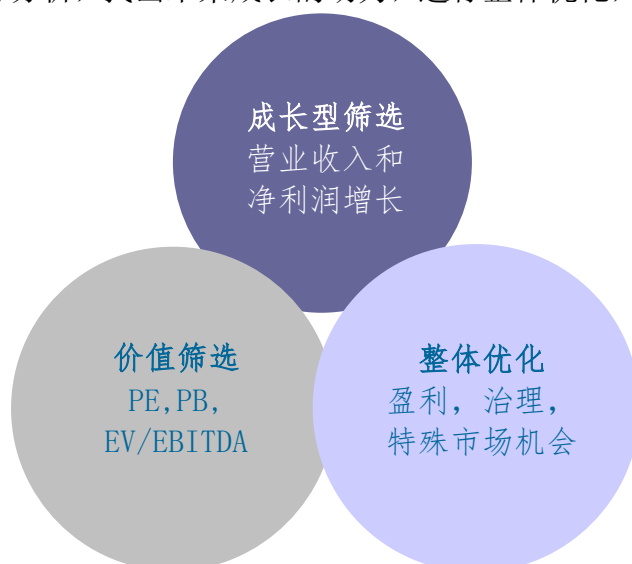 成长型筛选
营业收入和
净利润增长
价值筛选
PE,PB,
EV/EBITDA
整体优化
盈利，治理，
特殊市场机会